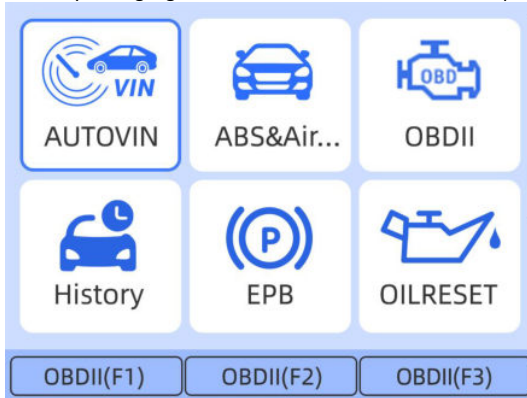 VIN
AUTOVIN
ABS&Air...
OBD
OBDII
History
P
EPB
OILRESET
OBDII(F1)
OBDII(F2)
OBDII(F3)